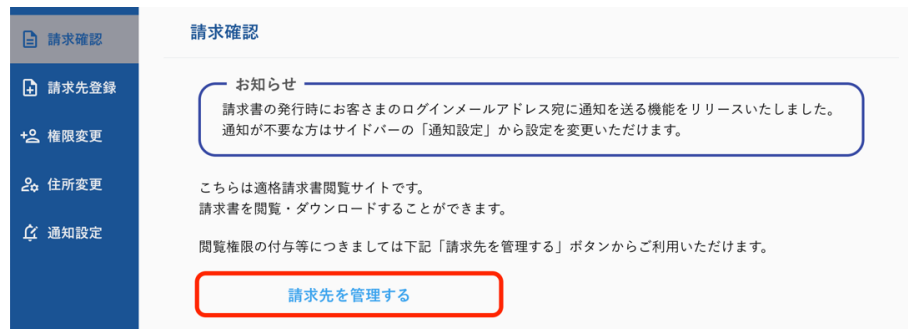 請求確認
請求先登録
権限変更
住所変更
通知設定
請求確認
お知らせ
請求書の発行時にお客さまのログインメールアドレス宛に通知を送る機能をリリースいたしました。
通知が不要な方はサイドバーの「通知設定」から設定を変更いただけます。
こちらは適格請求書閲覧サイトです。
請求書を閲覧・ダウンロードすることができます。
閲覧権限の付与等につきましては下記「請求先を管理する」ボタンからご利用いただけます。
請求先を管理する